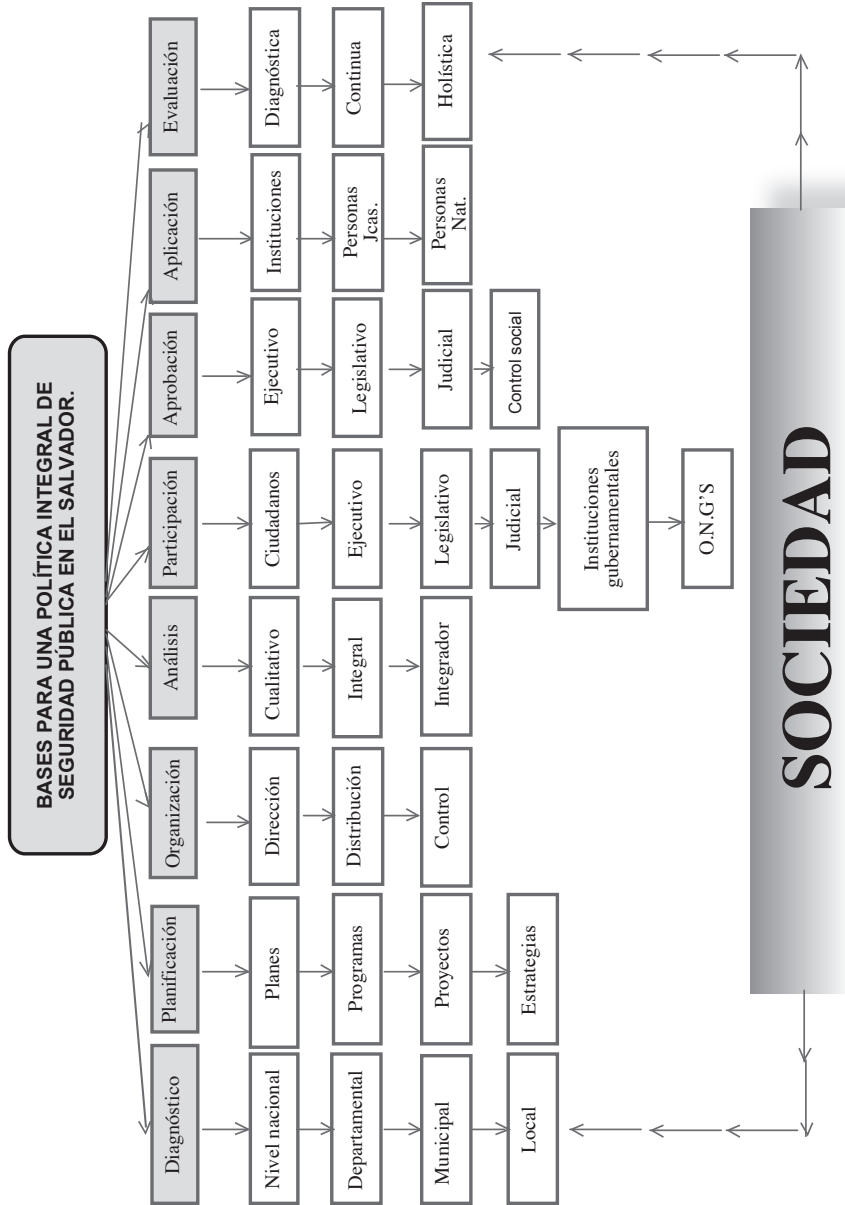 BASES PARA UNA POLÍTICA INTEGRAL DE
SEGURIDAD PÚBLICA EN EL SALVADOR.
Diagnóstico
Nivel nacional
Departamental
Municipal
Local
Planificación
Planes
Programas
Proyectos
Estrategias
Organización
Dirección
Distribución
Control
Análisis
Cualitativo
Integral
Integrador
Participación
Ciudadanos
Ejecutivo
Legislativo
Judicial
Instituciones
gubernamentales
O.N.G'S
Aprobación
Ejecutivo
Legislativo
Judicial
Control social
Aplicación
Instituciones
Personas
Jcas.
Personas
Nat.
Evaluación
Diagnóstica
Continua
Holística
SOCIEDAD